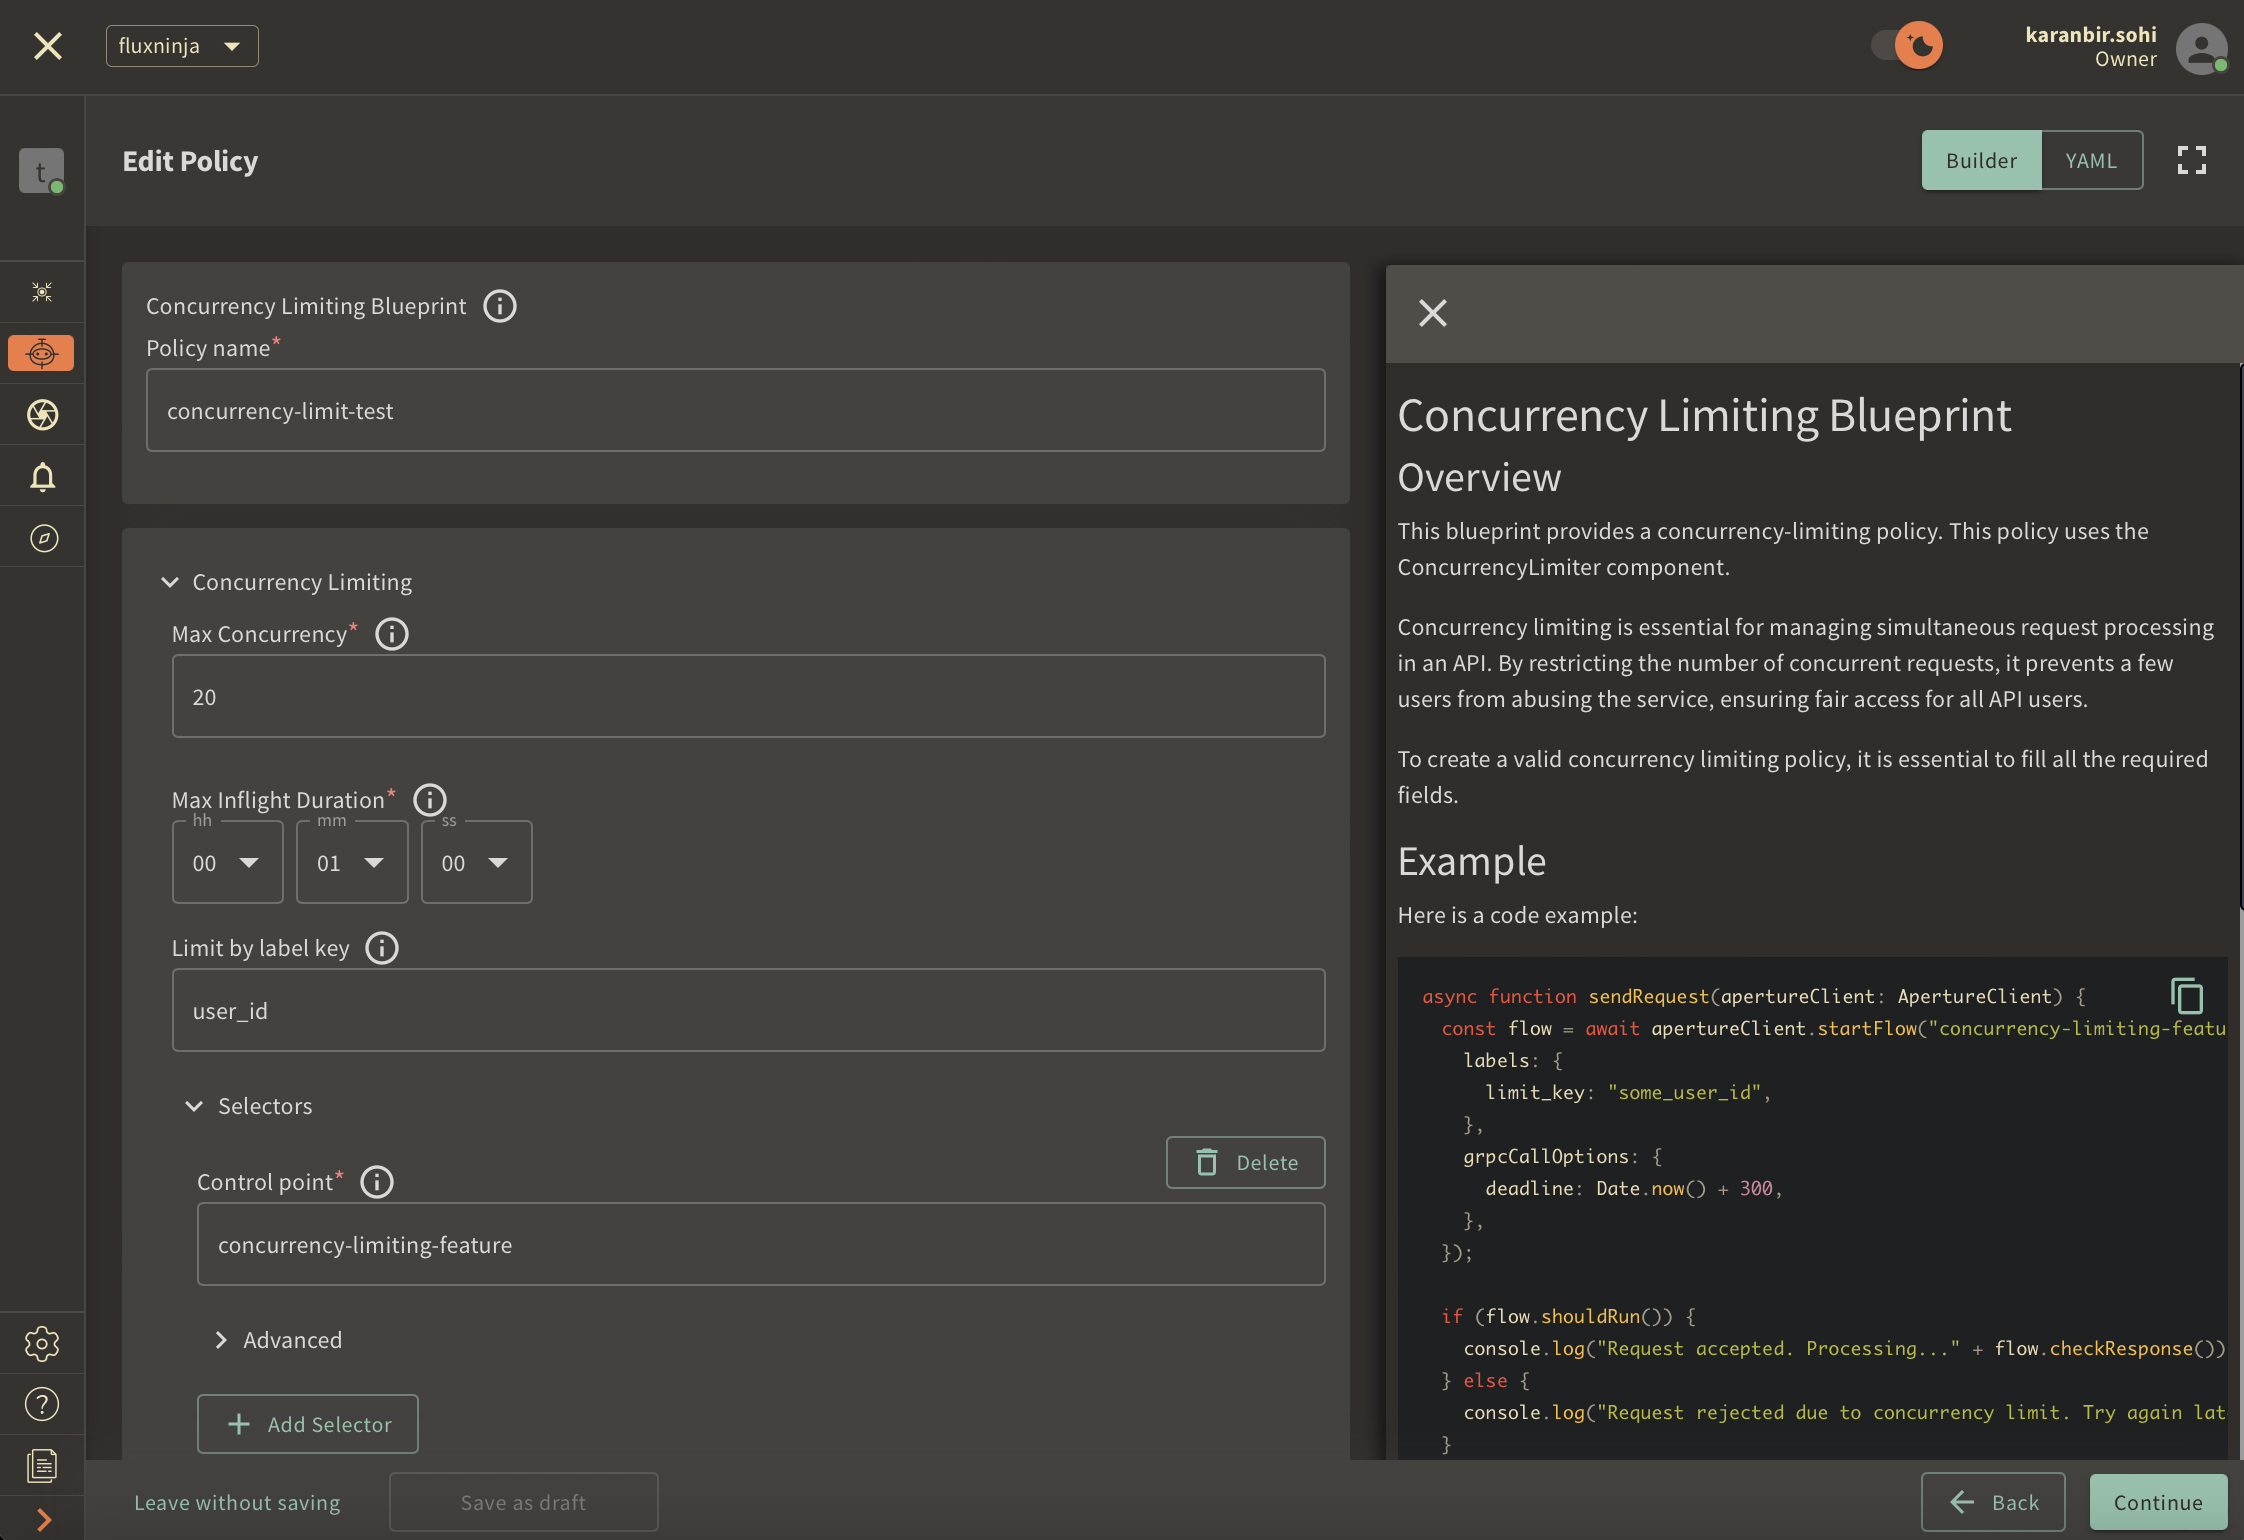 fluxninja
karanbir.sohi
Owner
t
Edit Policy
Builder
YAML
Concurrency Limiting Blueprint
Policy name*
concurrency-limit-test
Concurrency Limiting
Max Concurrency*
20
Max Inflight Duration*
hh
mm
ss
00
01
00
Limit by label key
user_id
Selectors
Delete
Control point*
concurrency-limiting-feature
Advanced
Add Selector
Concurrency Limiting Blueprint
Overview
This blueprint provides a concurrency-limiting policy. This policy uses the
ConcurrencyLimiter component.
Concurrency limiting is essential for managing simultaneous request processing
in an API. By restricting the number of concurrent requests, it prevents a few
users from abusing the service, ensuring fair access for all API users.
To create a valid concurrency limiting policy, it is essential to fill all the required
fields.
Example
Here is a code example:
async function sendRequest(apertureClient: ApertureClient) {
const flow = await apertureClient.startFlow("concurrency-limiting-featu
labels: {
limit_key: "some_user_id",
},
grpcCallOptions: {
deadline: Date.now() + 300,
},
});
if (flow.shouldRun()) {
console.log("Request accepted. Processing..." + flow.checkResponse())
} else {
console.log("Request rejected due to concurrency limit. Try again lat
}
Leave without saving
Save as draft
Back
Continue